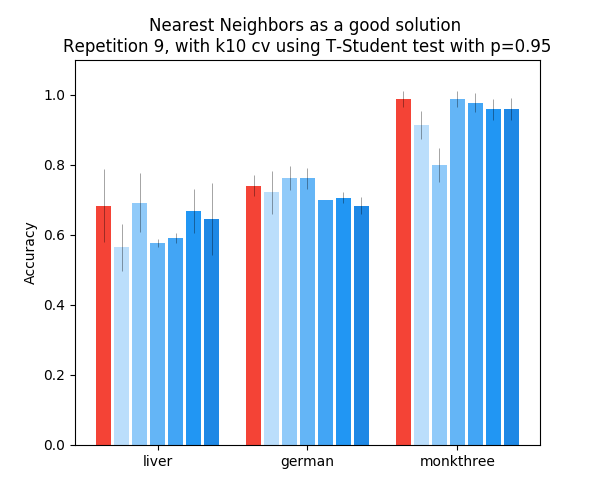 Nearest Neighbors as a good solution
Repetition 9, with k10 cv using T-Student test with p=0.95
1.0
0.8
0.6
0.4
0.2
0.0
Accuracy
liver
german
monkthree